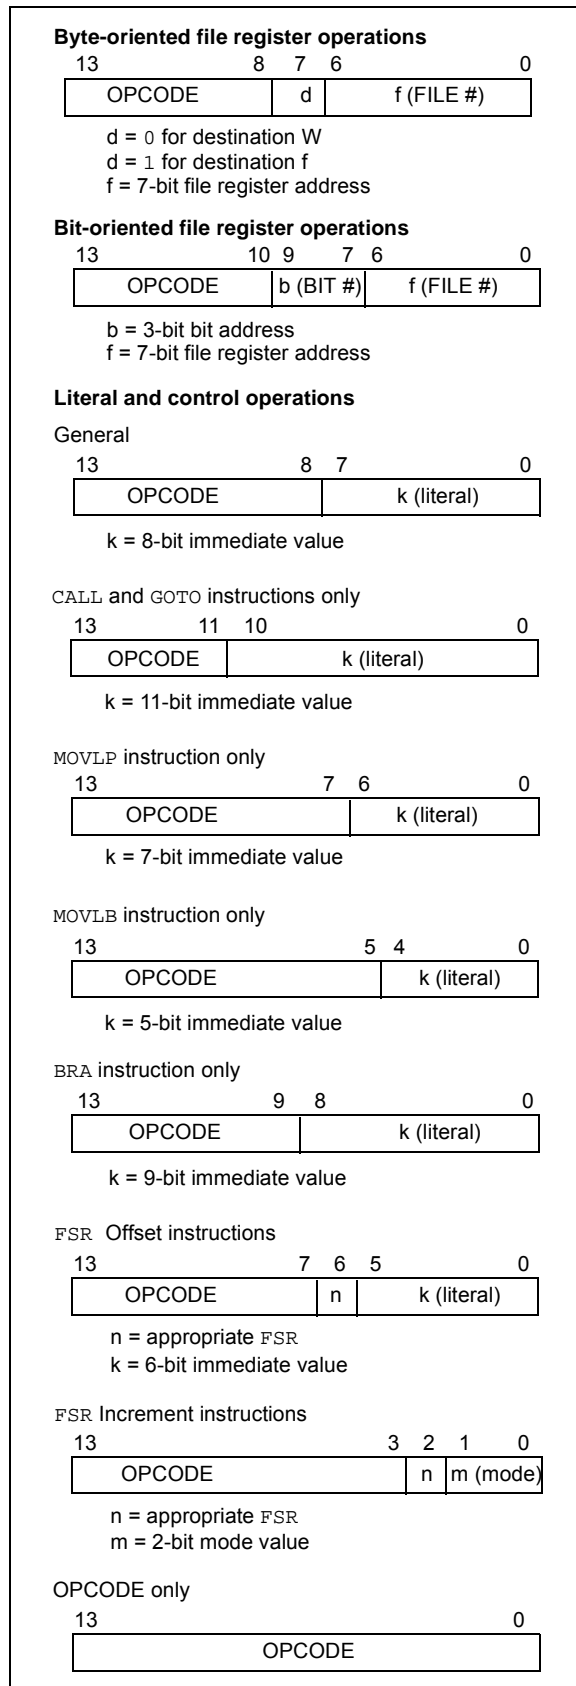 Byte-oriented file register operations
13 8 7 6 0
OPCODE d f (FILE #)
d = 0 for destination W
d = 1 for destination f
f = 7-bit file register address
Bit-oriented file register operations
13 10 9 7 6 0
OPCODE b (BIT #) f (FILE #)
b = 3-bit bit address
f = 7-bit file register address
Literal and control operations
General
13 8 7 0
OPCODE k (literal)
k = 8-bit immediate value
CALL and GOTO instructions only
13 11 10 0
OPCODE k (literal)
k = 11-bit immediate value
MOVLP instruction only
13 7 6 0
OPCODE k (literal)
k = 7-bit immediate value
MOVLB instruction only
13 5 4 0
OPCODE k (literal)
k = 5-bit immediate value
BRA instruction only
13 9 8 0
OPCODE k (literal)
k = 9-bit immediate value
FSR Offset instructions
13 7 6 5 0
OPCODE n k (literal)
n = appropriate FSR
k = 6-bit immediate value
FSR Increment instructions
13 3 2 1 0
OPCODE n m (mode)
n = appropriate FSR
m = 2-bit mode value
OPCODE only
13 0
OPCODE